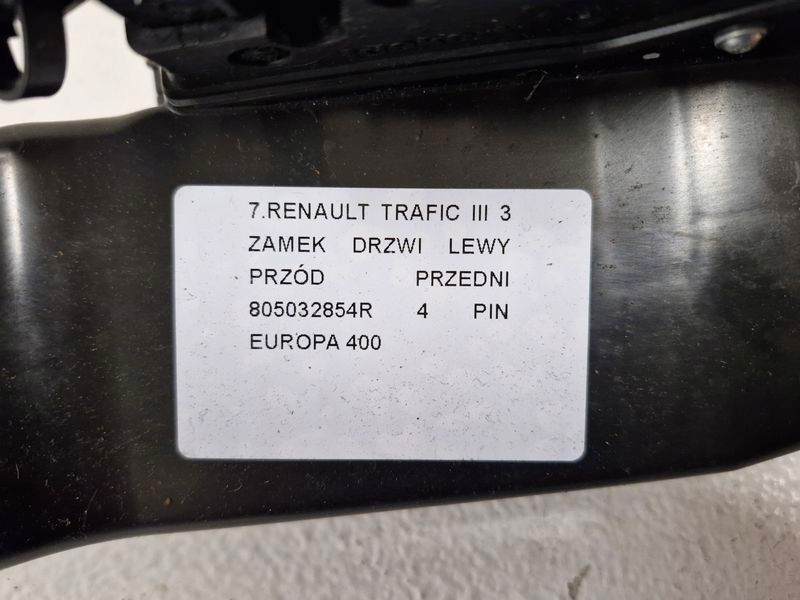 7.RENAULT TRAFIC III 3
ZAMEK DRZWI LEWY
PRZÓD PRZEDNI
805032854R 4 PIN
EUROPA 400